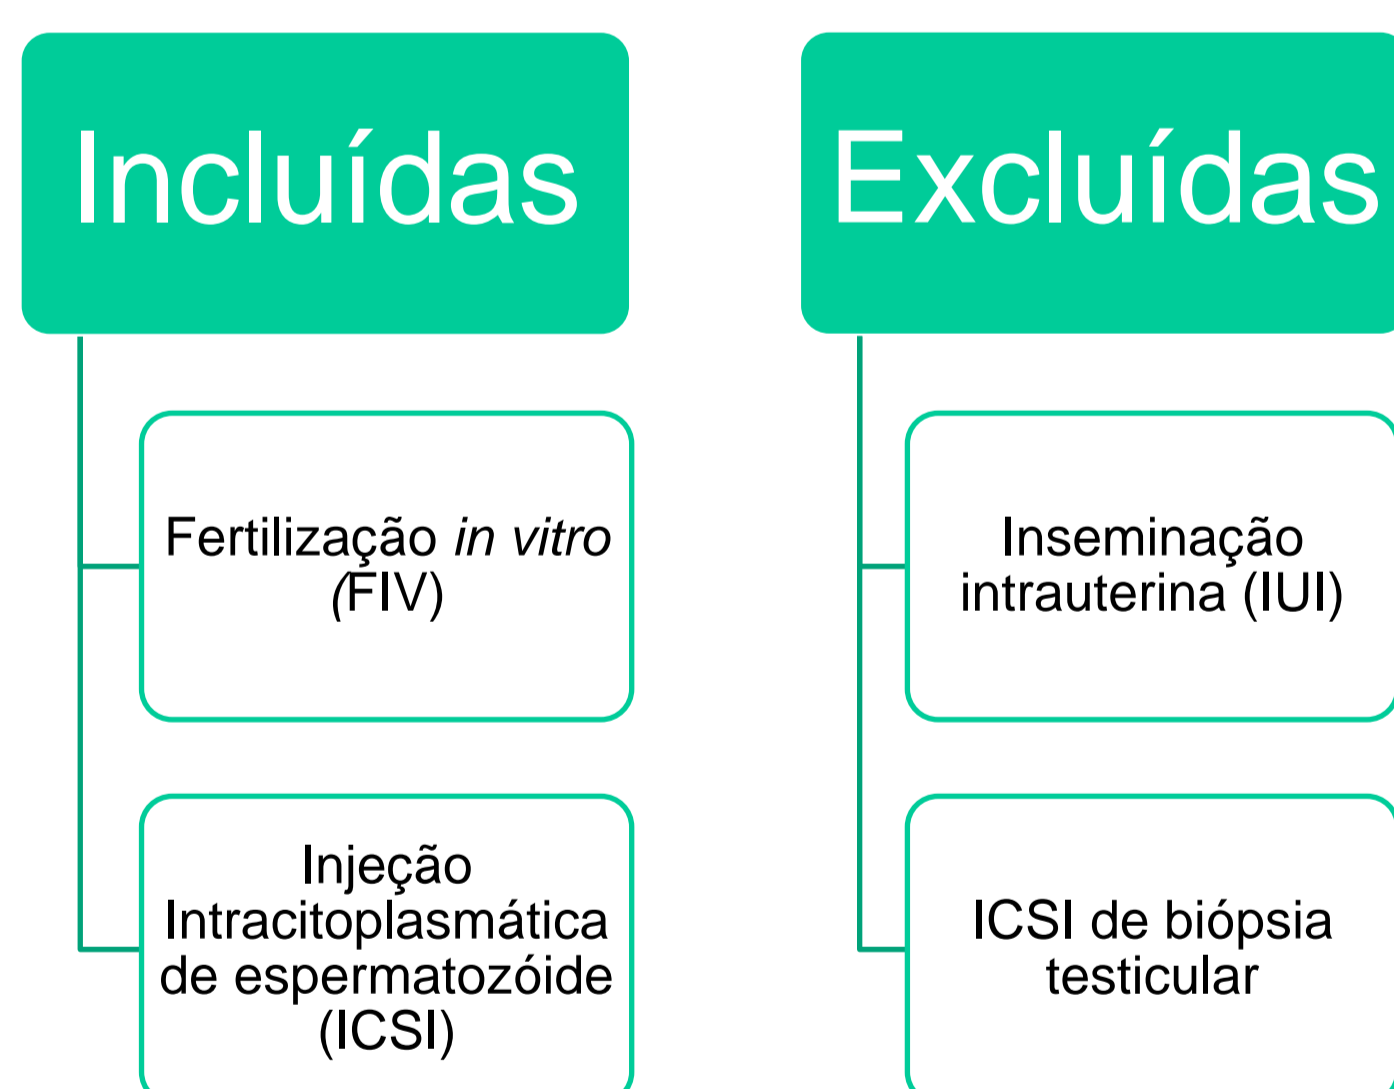 Incluídas
Fertilização in vitro
(FIV)
Injeção
Intracitoplasmática
de espermatozóide
(ICSI)
Excluídas
Inseminação
intrauterina (IUI)
ICSI de biópsia
testicular